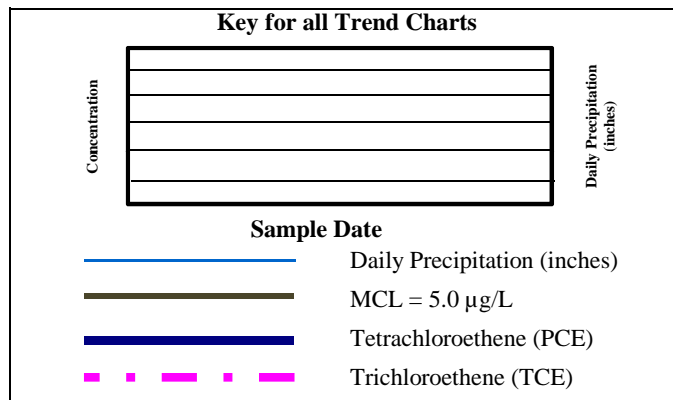 Key for all Trend Charts
Concentration
Daily Precipitation
(inches)
Sample Date
Daily Precipitation (inches)
MCL = 5.0 µg/L
Tetrachloroethene (PCE)
Trichloroethene (TCE)